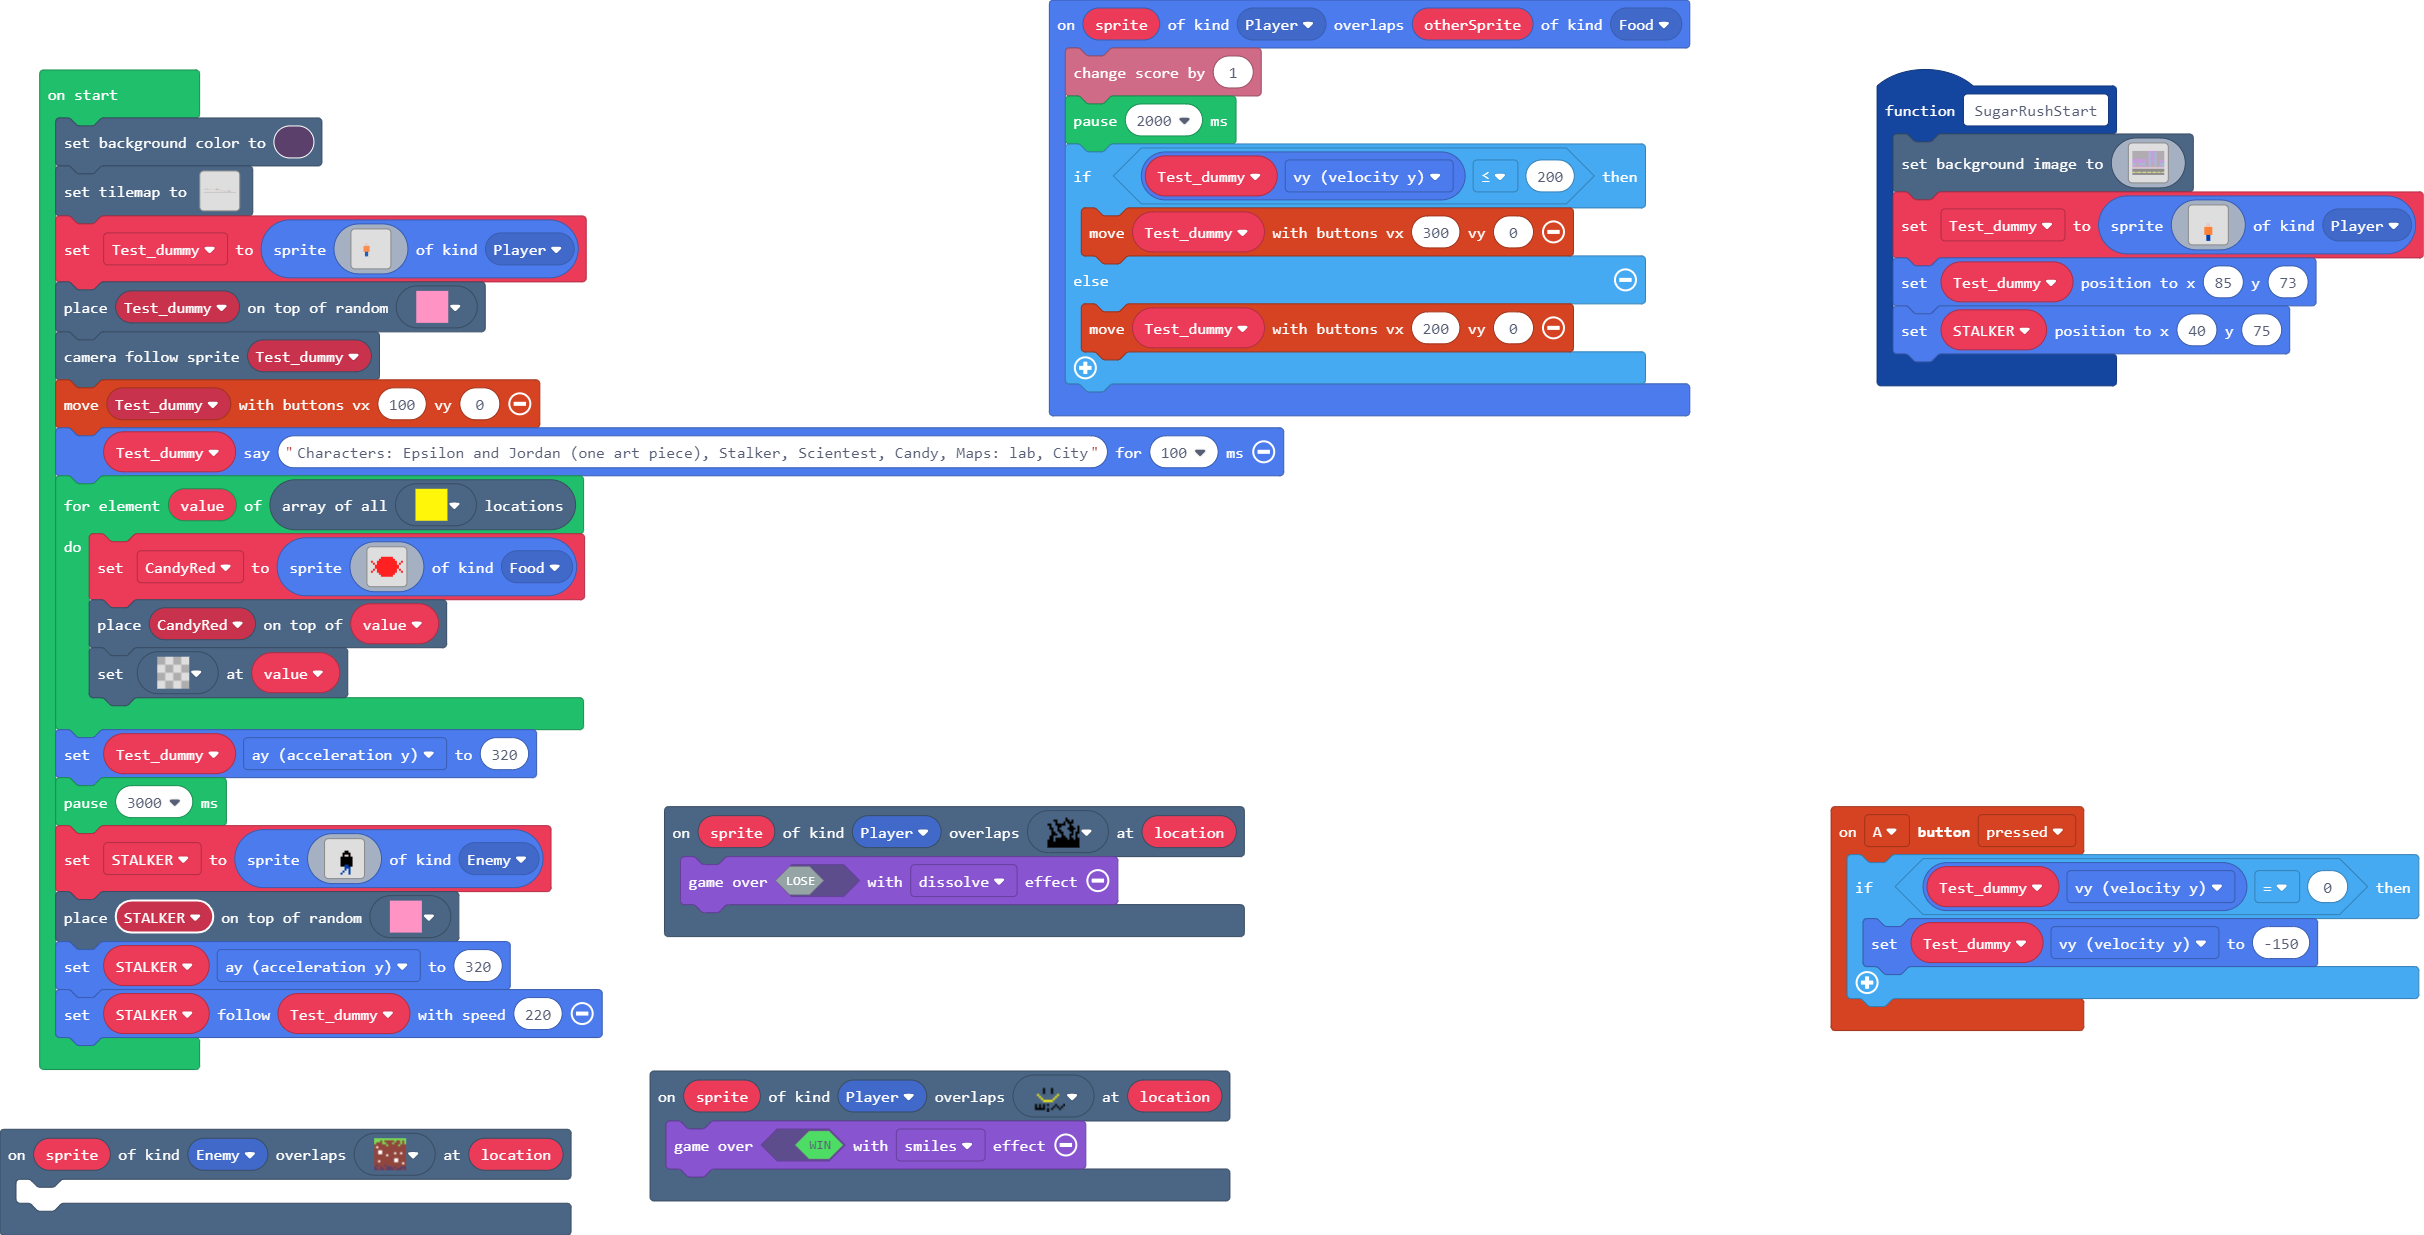 on start
set background color to
set tilemap to
set Test_dummy to sprite of kind Player
place Test_dummy on top of random
camera follow sprite Test_dummy
move Test_dummy with buttons vx 100 vy 0
Test_dummy say "Characters: Epsilon and Jordan (one art piece), Stalker, Scientest, Candy, Maps: lab, City" for 100 ms
for element value of array of all locations
do
set CandyRed to sprite of kind Food
place CandyRed on top of value
set at value
set Test_dummy ay (acceleration y) to 320
pause 3000 ms
set STALKER to sprite of kind Enemy
place STALKER on top of random
set STALKER ay (acceleration y) to 320
set STALKER follow Test_dummy with speed 220
on sprite of kind Enemy overlaps at location
on sprite of kind Player overlaps otherSprite of kind Food
change score by 1
pause 2000 ms
if Test_dummy vy (velocity y) ≤ 200 then
move Test_dummy with buttons vx 300 vy 0
else
move Test_dummy with buttons vx 200 vy 0
on sprite of kind Player overlaps at location
game over LOSE with dissolve effect
on sprite of kind Player overlaps at location
game over WIN with smiles effect
function SugarRushStart
set background image to
set Test_dummy to sprite of kind Player
set Test_dummy position to x 85 y 73
set STALKER position to x 40 y 75
on A button pressed
if Test_dummy vy (velocity y) = 0 then
set Test_dummy vy (velocity y) to -150